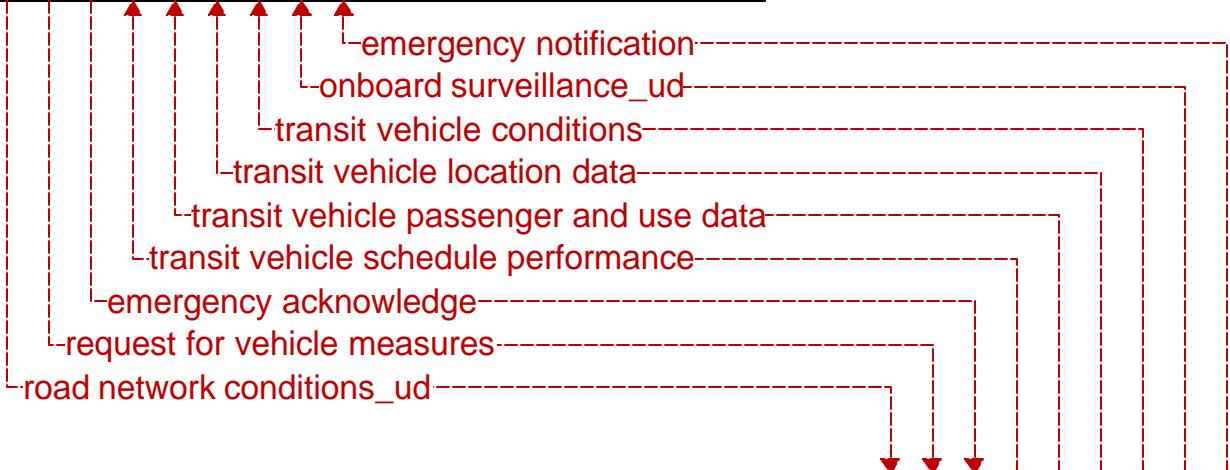 emergency notification
onboard surveillance_ud
transit vehicle conditions
transit vehicle location data
transit vehicle passenger and use data
transit vehicle schedule performance
emergency acknowledge
request for vehicle measures
road network conditions_ud